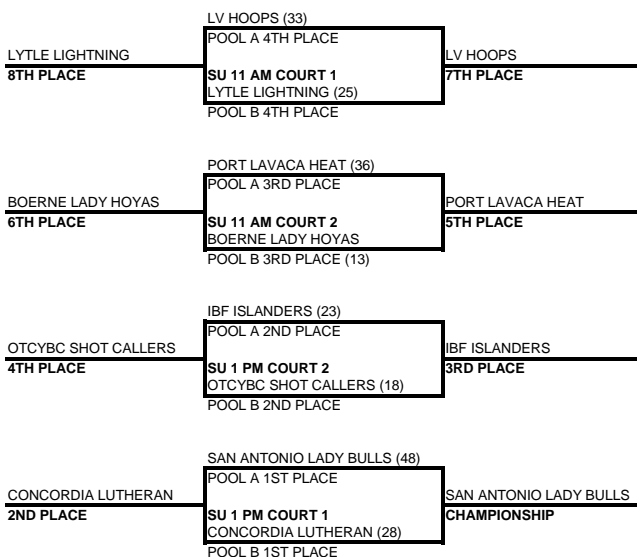 LV HOOPS (33)
POOL A 4TH PLACE
LYTLE LIGHTNING
LV HOOPS
8TH PLACE
SU 11 AM COURT 1
7TH PLACE
LYTLE LIGHTNING (25)
POOL B 4TH PLACE
PORT LAVACA HEAT (36)
POOL A 3RD PLACE
BOERNE LADY HOYAS
PORT LAVACA HEAT
6TH PLACE
SU 11 AM COURT 2
5TH PLACE
BOERNE LADY HOYAS
POOL B 3RD PLACE (13)
IBF ISLANDERS (23)
POOL A 2ND PLACE
OTCYBC SHOT CALLERS
IBF ISLANDERS
4TH PLACE
SU 1 PM COURT 2
3RD PLACE
OTCYBC SHOT CALLERS (18)
POOL B 2ND PLACE
SAN ANTONIO LADY BULLS (48)
POOL A 1ST PLACE
CONCORDIA LUTHERAN
SAN ANTONIO LADY BULLS
2ND PLACE
SU 1 PM COURT 1
CHAMPIONSHIP
CONCORDIA LUTHERAN (28)
POOL B 1ST PLACE